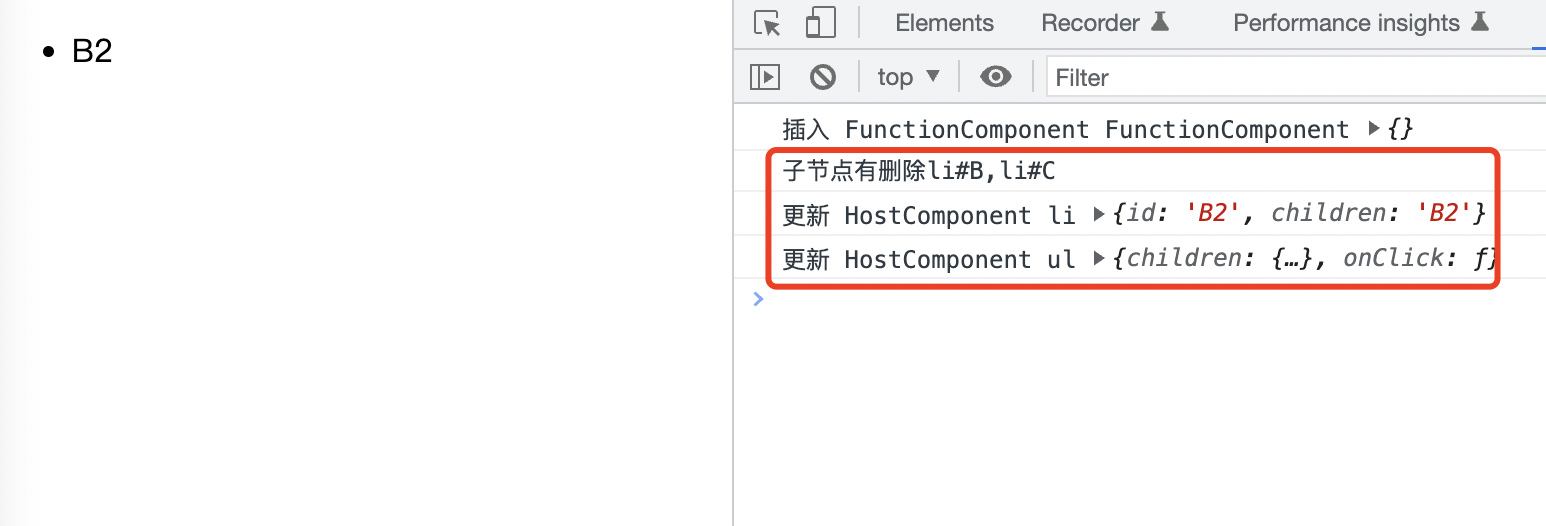 B2
Elements Recorder Performance insights
top Filter
插入 FunctionComponent FunctionComponent {}
子节点有删除li#B,li#C
更新 HostComponent li {id: 'B2', children: 'B2'}
更新 HostComponent ul {children: {…}, onClick: ƒ}